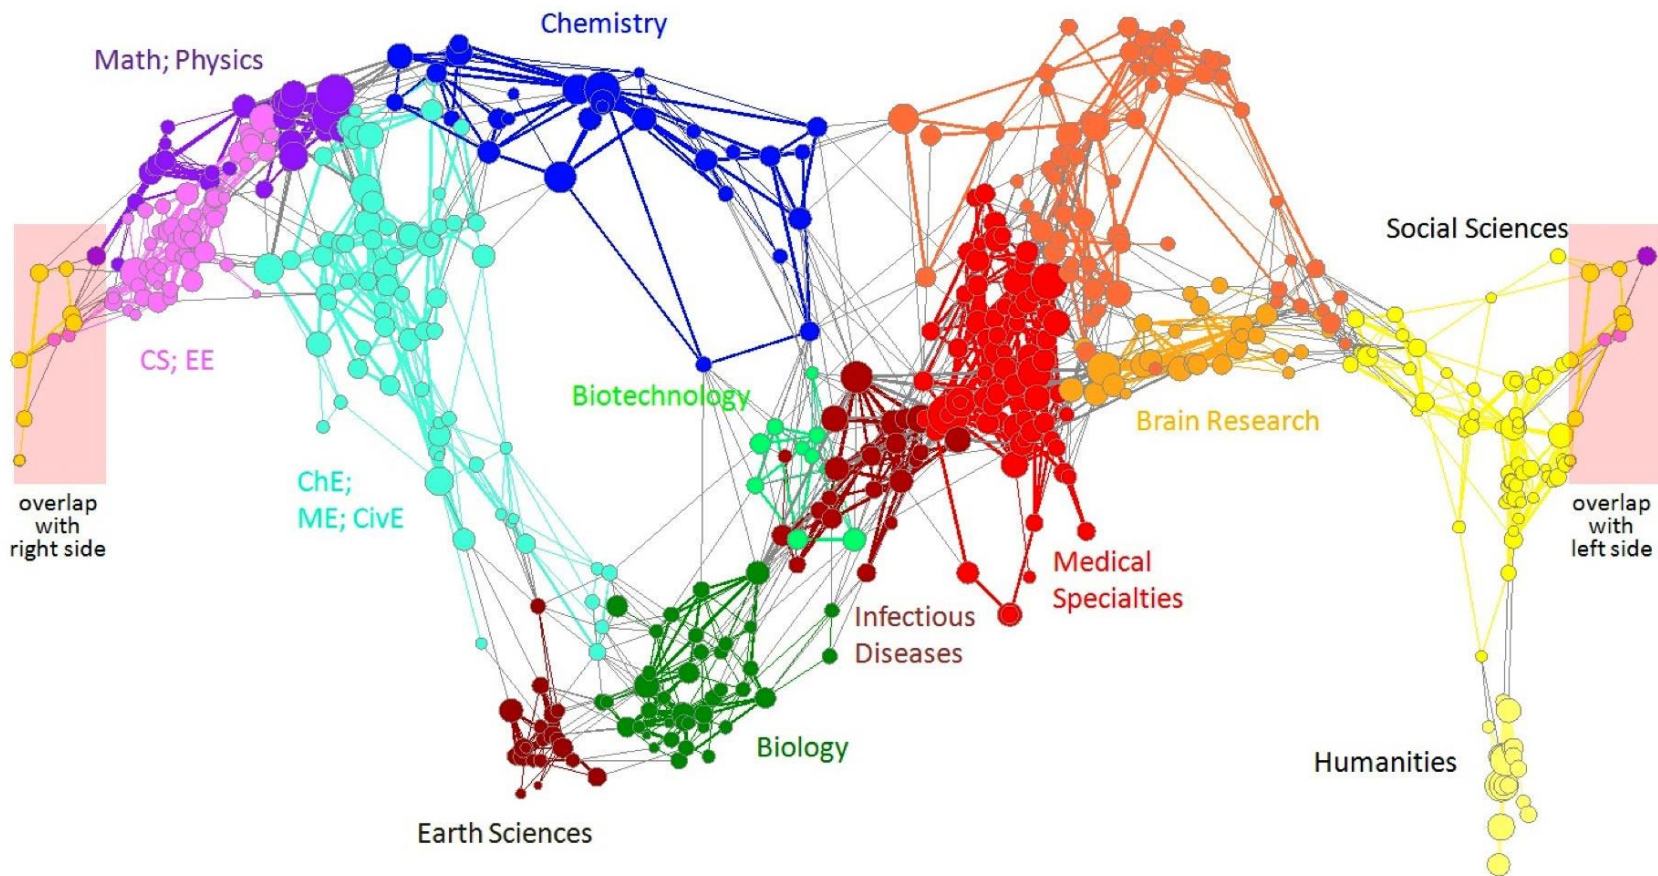 Chemistry
Math; Physics
Social Sciences
CS; EE
Biotechnology
Brain Research
ChE;
ME; CivE
overlap
with
right side
overlap
with
left side
Medical
Specialties
Infectious
Diseases
Biology
Humanities
Earth Sciences